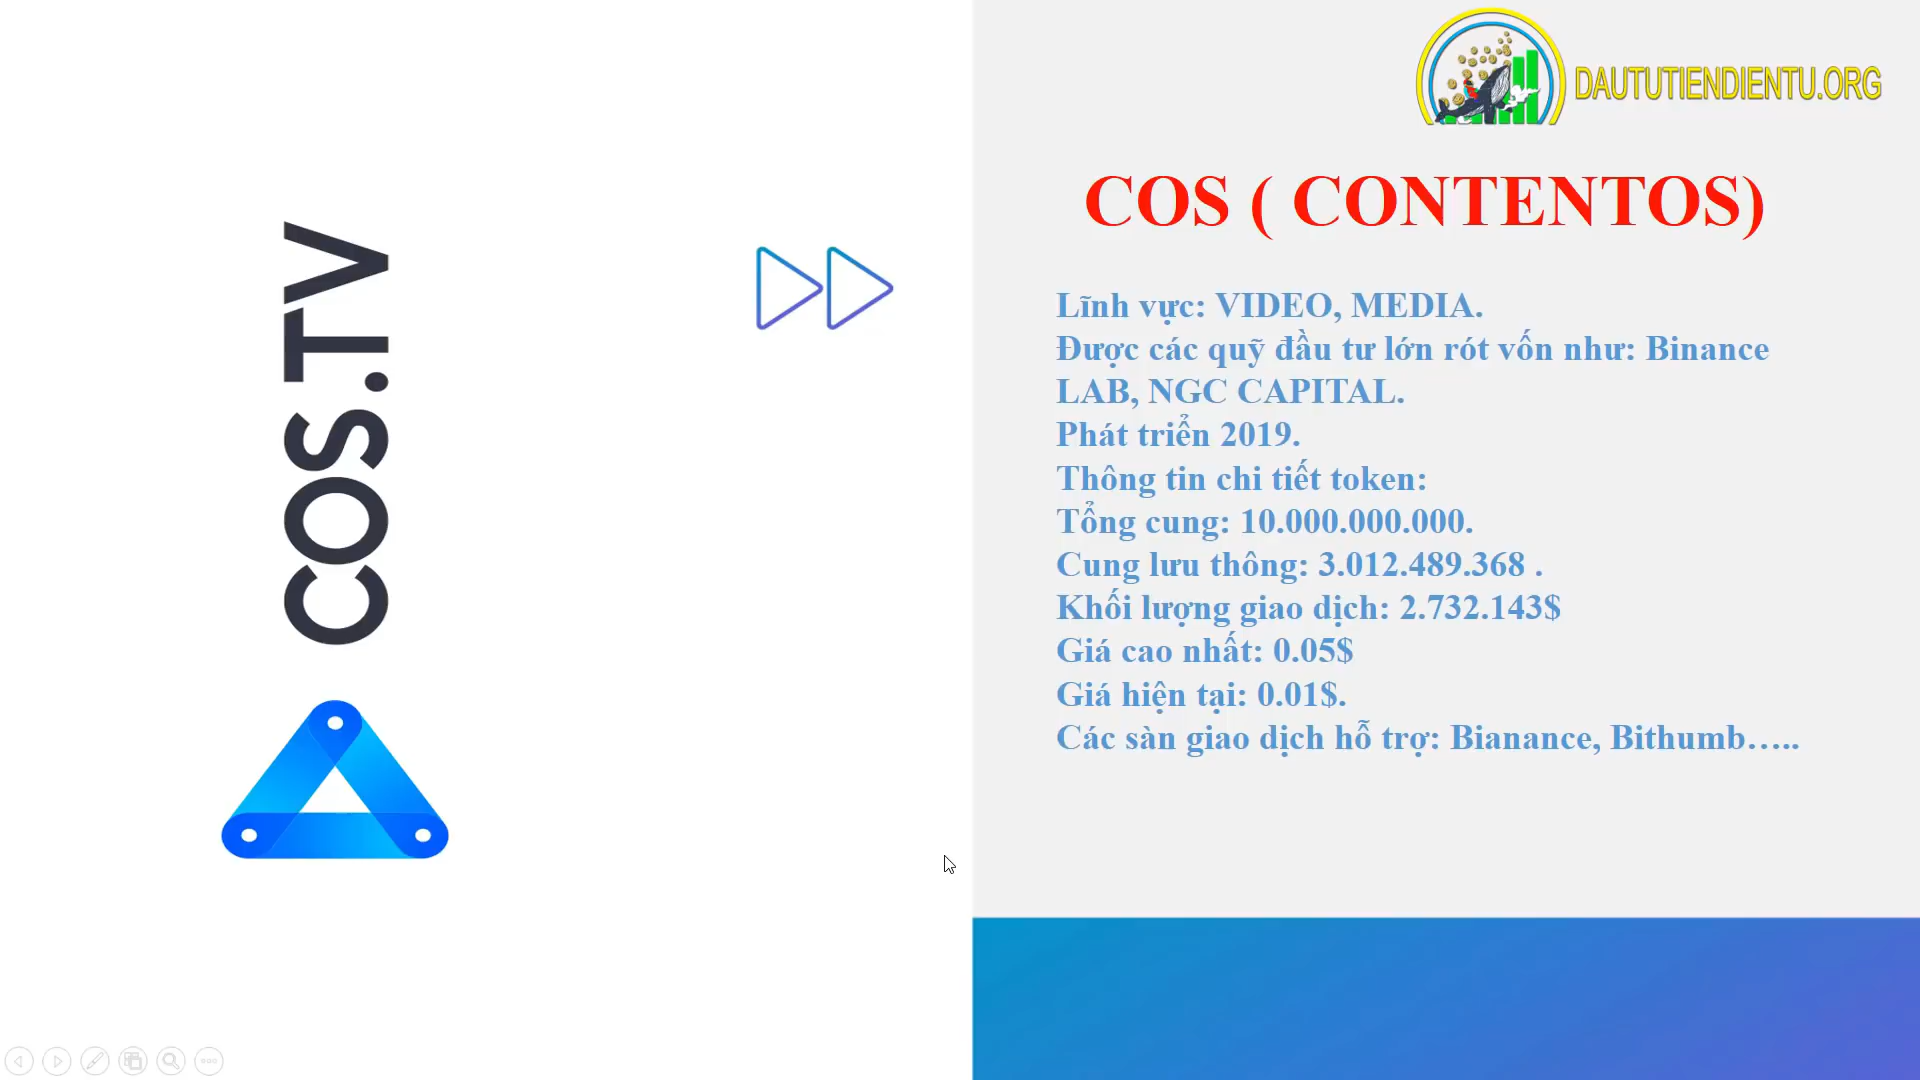 COS.TV
DAUTUTIENDIENTU.ORG
COS ( CONTENTOS)
Lĩnh vực: VIDEO, MEDIA.
Được các quỹ đầu tư lớn rót vốn như: Binance
LAB, NGC CAPITAL.
Phát triển 2019.
Thông tin chi tiết token:
Tổng cung: 10.000.000.000.
Cung lưu thông: 3.012.489.368 .
Khối lượng giao dịch: 2.732.143$
Giá cao nhất: 0.05$
Giá hiện tại: 0.01$.
Các sàn giao dịch hỗ trợ: Bianance, Bithumb…..